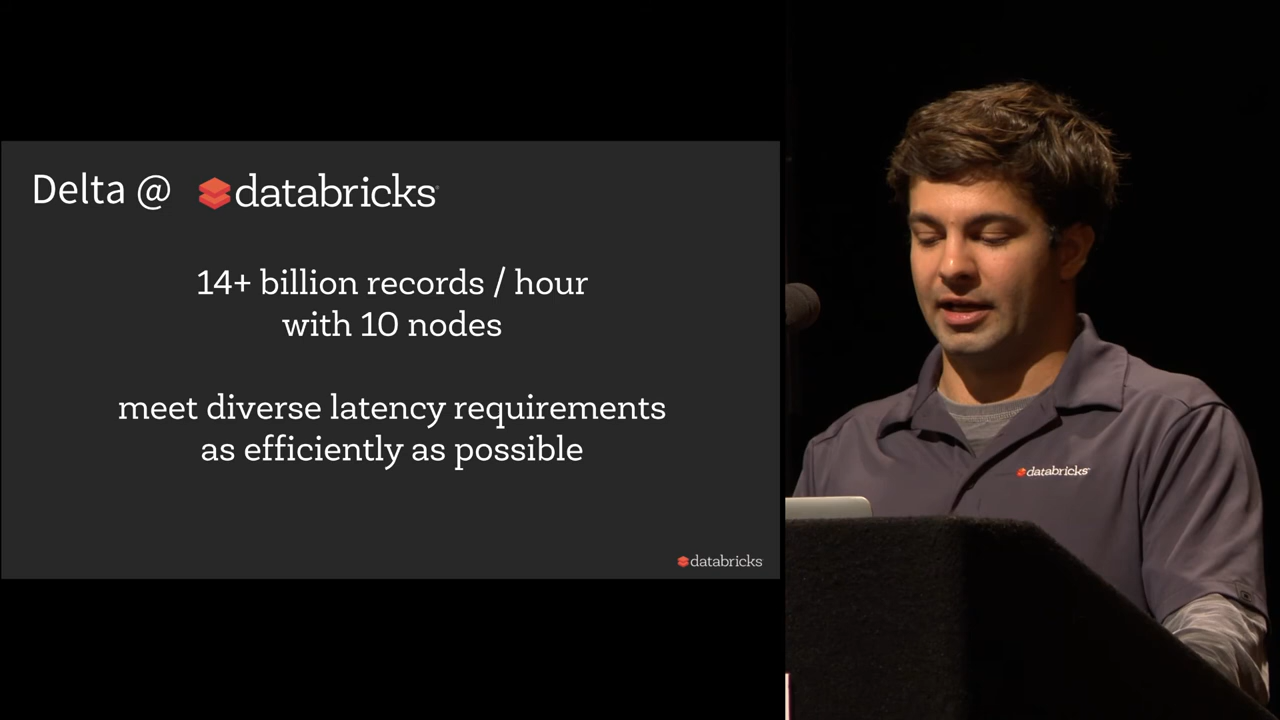 Delta @ databricks
14+ billion records / hour
with 10 nodes
meet diverse latency requirements
as efficiently as possible
databricks
databricks